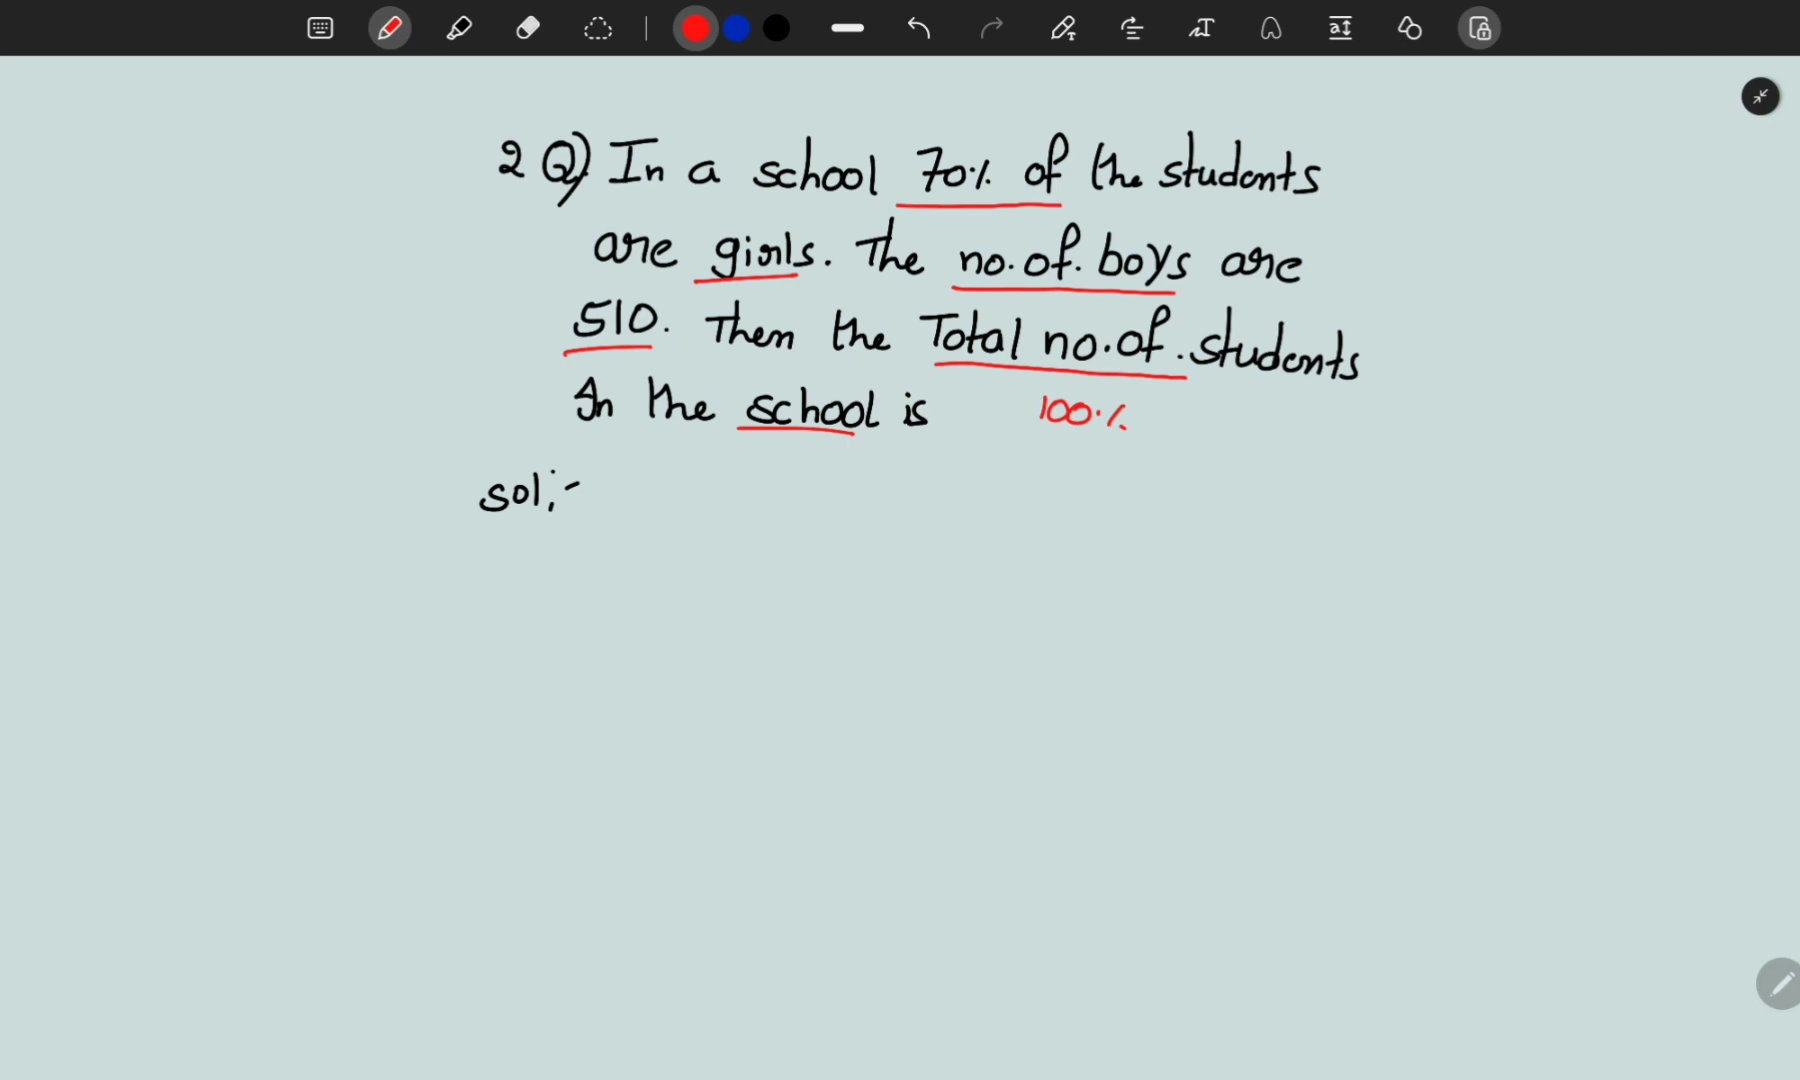 2 Q) In a school 70% of the students
are girls. The no.of. boys are
510. Then the Total no.of. students
In the school is 100%
sol:-